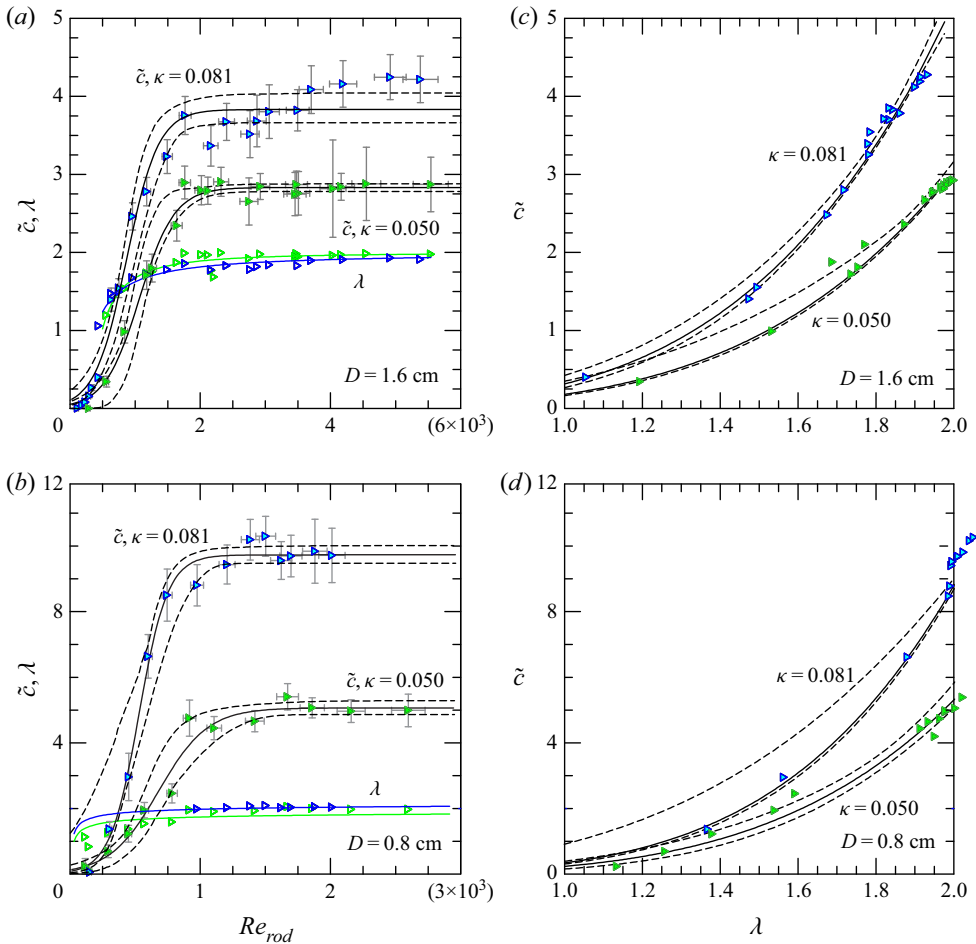 (a)
5
4
3
2
1
0
c̃, λ
c̃, κ = 0.081
c̃, κ = 0.050
λ
D = 1.6 cm
0
2
4
(6×10³)
(c)
5
4
3
2
1
0
c̃
κ = 0.081
κ = 0.050
D = 1.6 cm
1.0
1.2
1.4
1.6
1.8
2.0
(b)
12
8
4
0
c̃, λ
c̃, κ = 0.081
c̃, κ = 0.050
λ
D = 0.8 cm
0
1
2
(3×10³)
Re_rod
(d)
12
10
8
6
4
2
0
c̃
κ = 0.081
κ = 0.050
D = 0.8 cm
1.0
1.2
1.4
1.6
1.8
2.0
λ